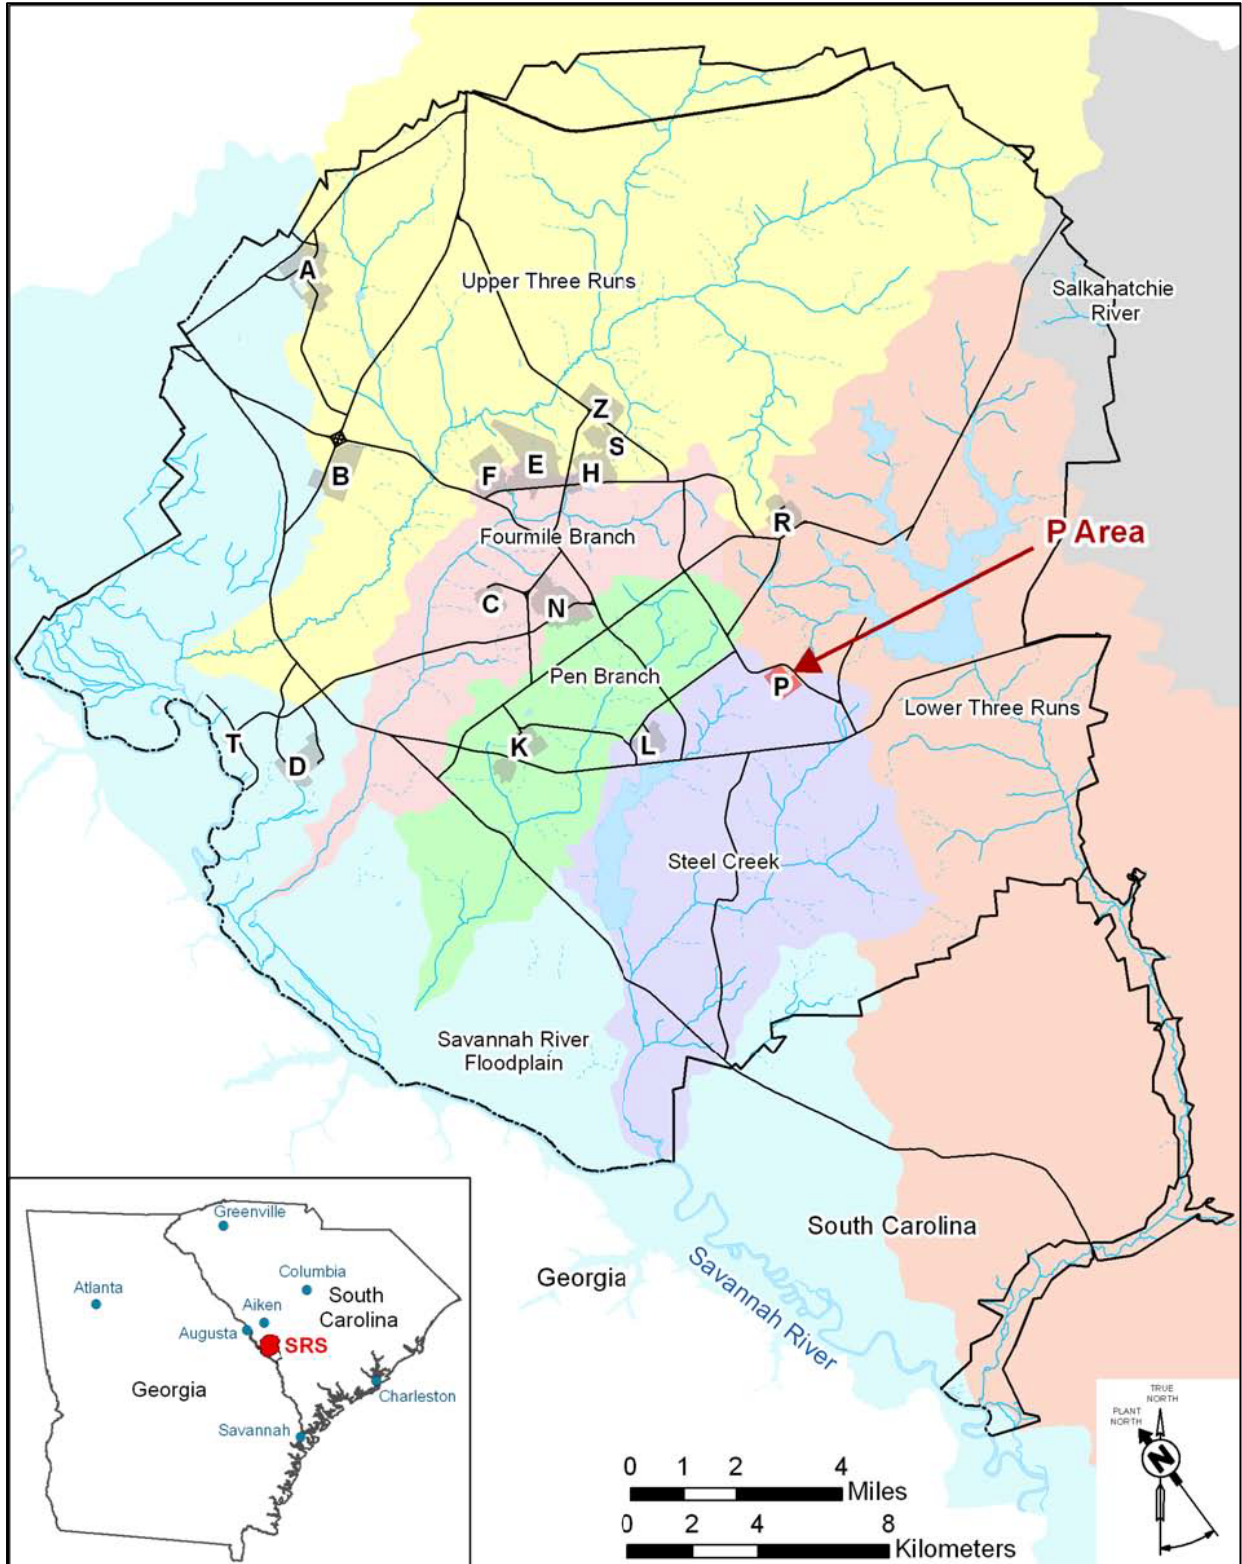 A
Upper Three Runs
Salkahatchie
River
Z
S
B
F
E
H
R
Fourmile Branch
P Area
C
N
Pen Branch
P
Lower Three Runs
T
D
K
L
Steel Creek
Savannah River
Floodplain
South Carolina
Georgia
Savannah River
Greenville
Atlanta
Columbia
South
Carolina
Aiken
Augusta
SRS
Georgia
Charleston
Savannah
TRUE
NORTH
PLANT
NORTH
N
0 1 2 4
Miles
0 2 4 8
Kilometers